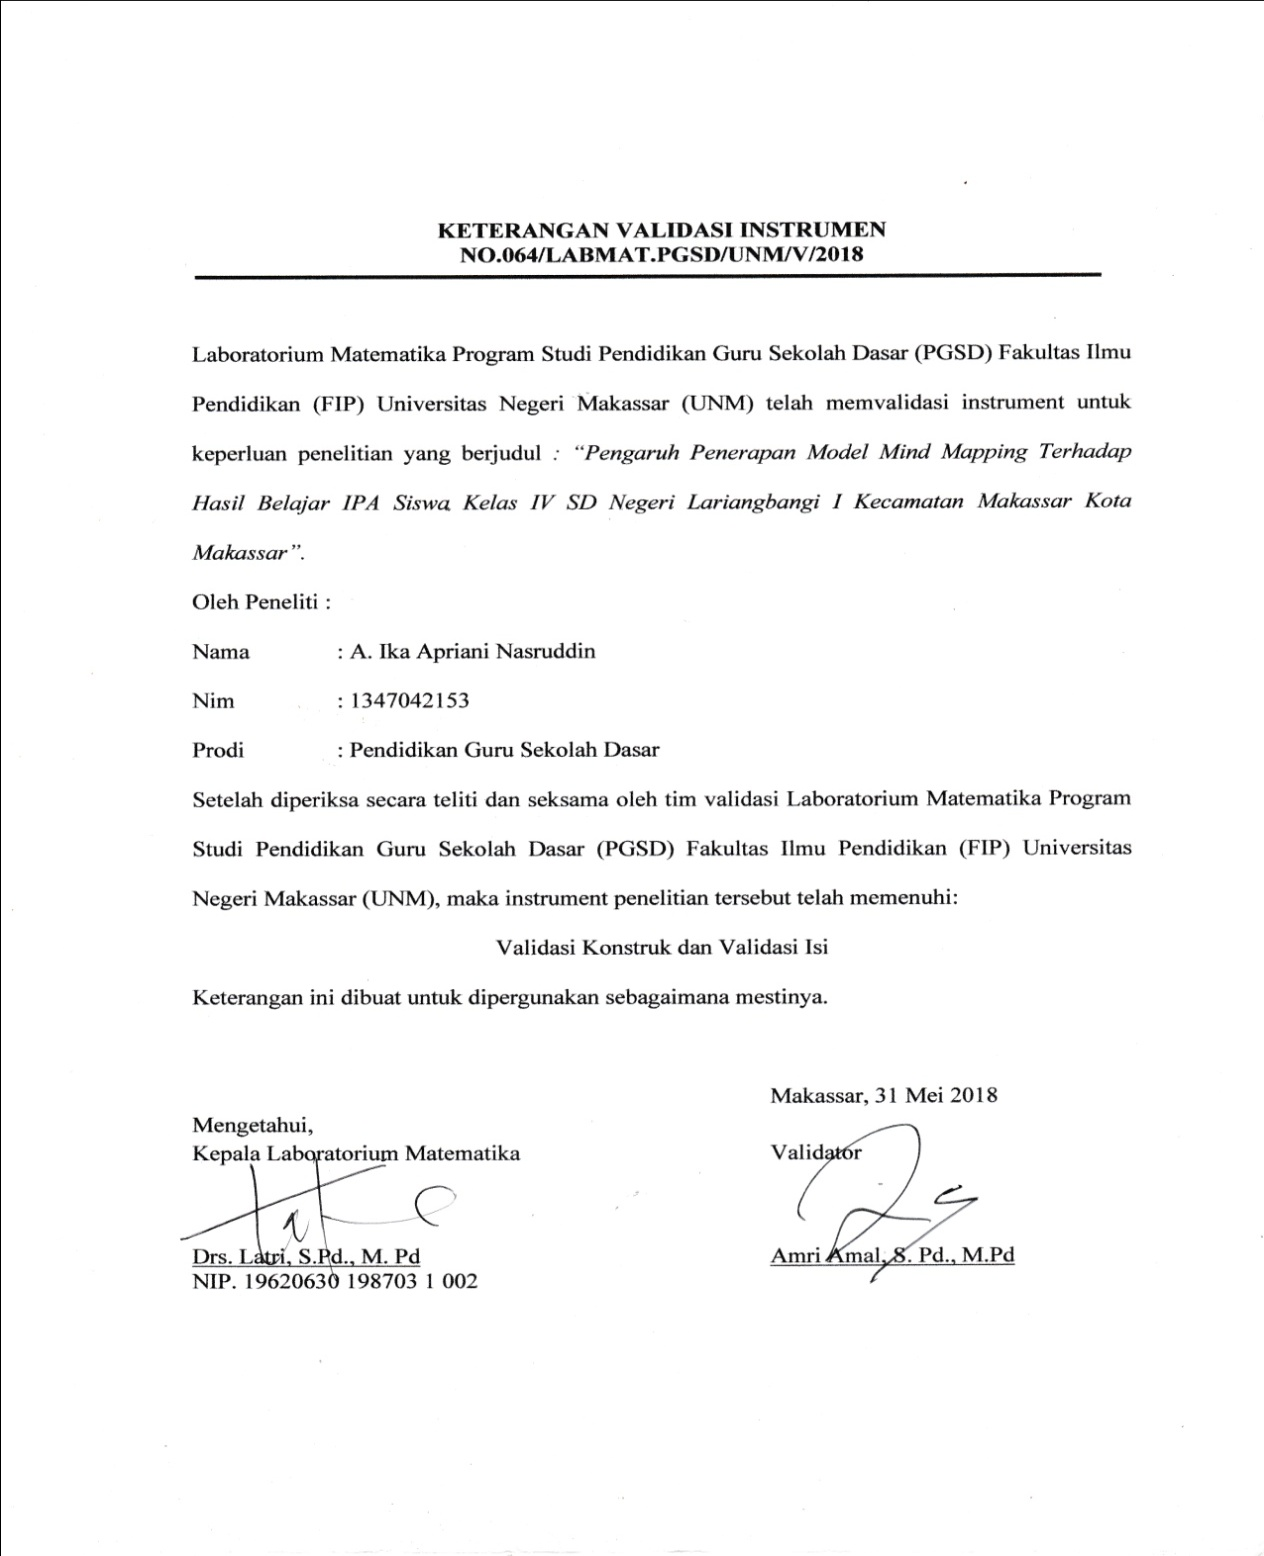 KETERANGAN VALIDASI INSTRUMEN
NO.064/LABMAT.PGSD/UNM/V/2018
Laboratorium Matematika Program Studi Pendidikan Guru Sekolah Dasar (PGSD) Fakultas Ilmu
Pendidikan (FIP) Universitas Negeri Makassar (UNM) telah memvalidasi instrument untuk
keperluan penelitian yang berjudul : “Pengaruh Penerapan Model Mind Mapping Terhadap
Hasil Belajar IPA Siswa Kelas IV SD Negeri Lariangbangi I Kecamatan Makassar Kota
Makassar”.
Oleh Peneliti :
Nama : A. Ika Apriani Nasruddin
Nim : 1347042153
Prodi : Pendidikan Guru Sekolah Dasar
Setelah diperiksa secara teliti dan seksama oleh tim validasi Laboratorium Matematika Program
Studi Pendidikan Guru Sekolah Dasar (PGSD) Fakultas Ilmu Pendidikan (FIP) Universitas
Negeri Makassar (UNM), maka instrument penelitian tersebut telah memenuhi:
Validasi Konstruk dan Validasi Isi
Keterangan ini dibuat untuk dipergunakan sebagaimana mestinya.
Makassar, 31 Mei 2018
Mengetahui,
Kepala Laboratorium Matematika
Validator
Drs. Latri, S.Pd., M. Pd
NIP. 19620630 198703 1 002
Amri Amal, S. Pd., M.Pd